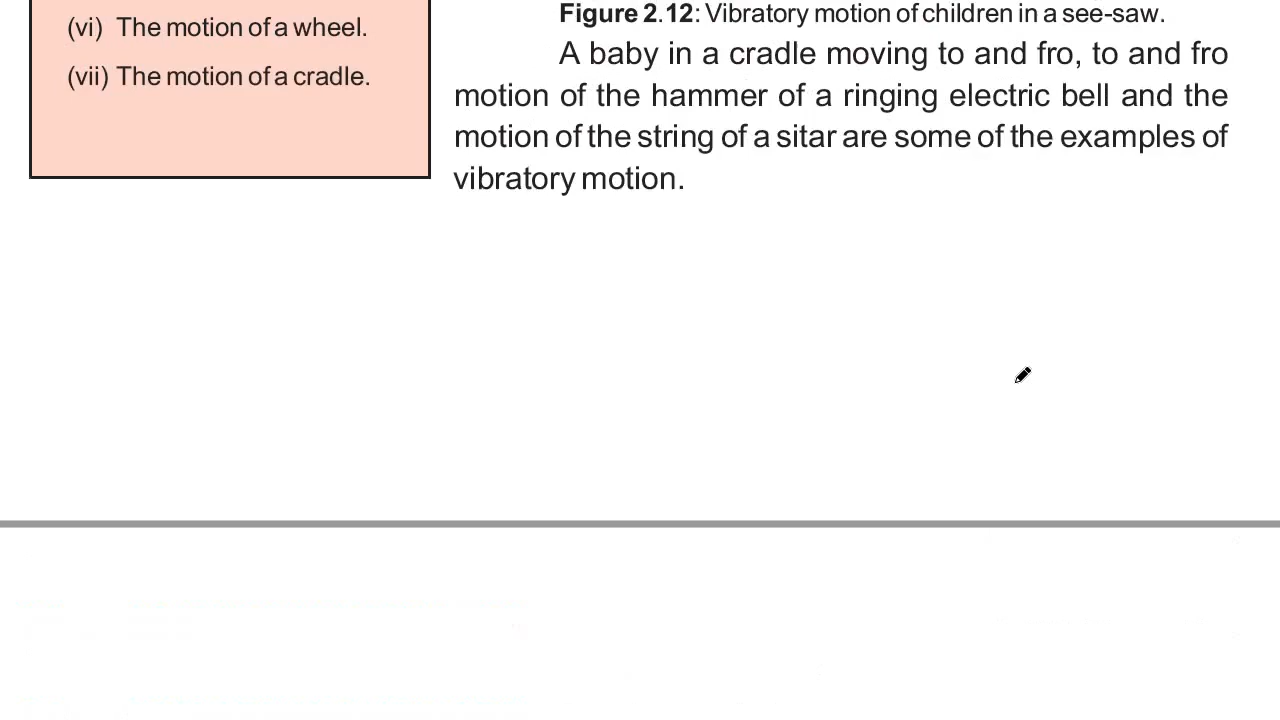 (vi) The motion of a wheel.
(vii) The motion of a cradle.
Figure 2.12: Vibratory motion of children in a see-saw.
A baby in a cradle moving to and fro, to and fro
motion of the hammer of a ringing electric bell and the
motion of the string of a sitar are some of the examples of
vibratory motion.